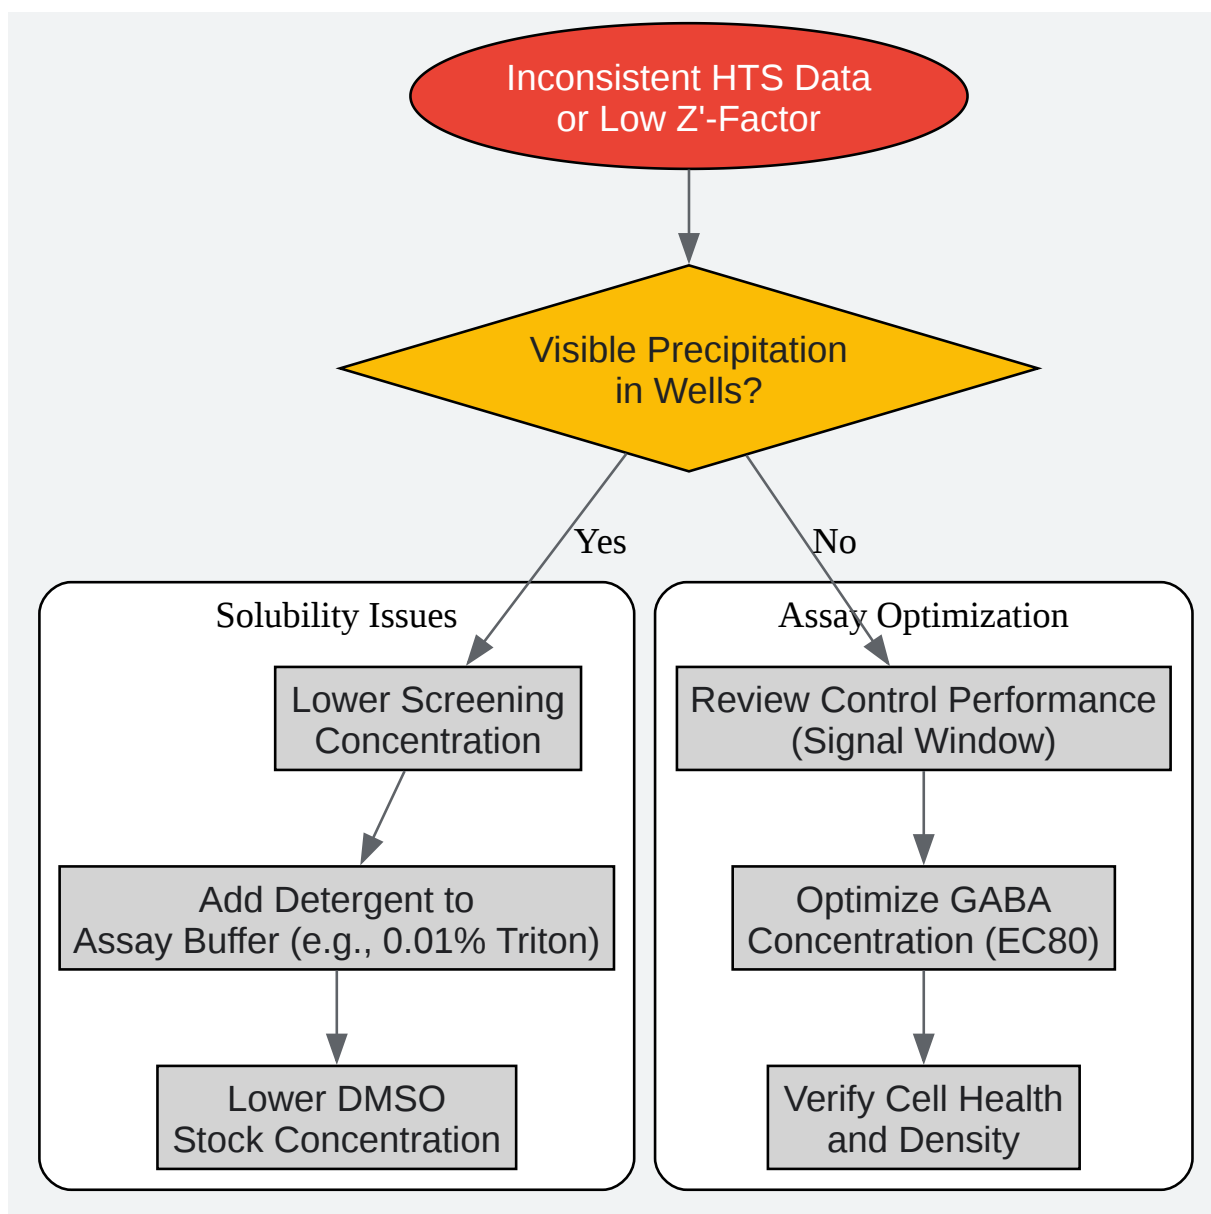 Inconsistent HTS Data
or Low Z'-Factor
Visible Precipitation
in Wells?
Yes
No
Solubility Issues
Lower Screening
Concentration
Add Detergent to
Assay Buffer (e.g., 0.01% Triton)
Lower DMSO
Stock Concentration
Assay Optimization
Review Control Performance
(Signal Window)
Optimize GABA
Concentration (EC80)
Verify Cell Health
and Density